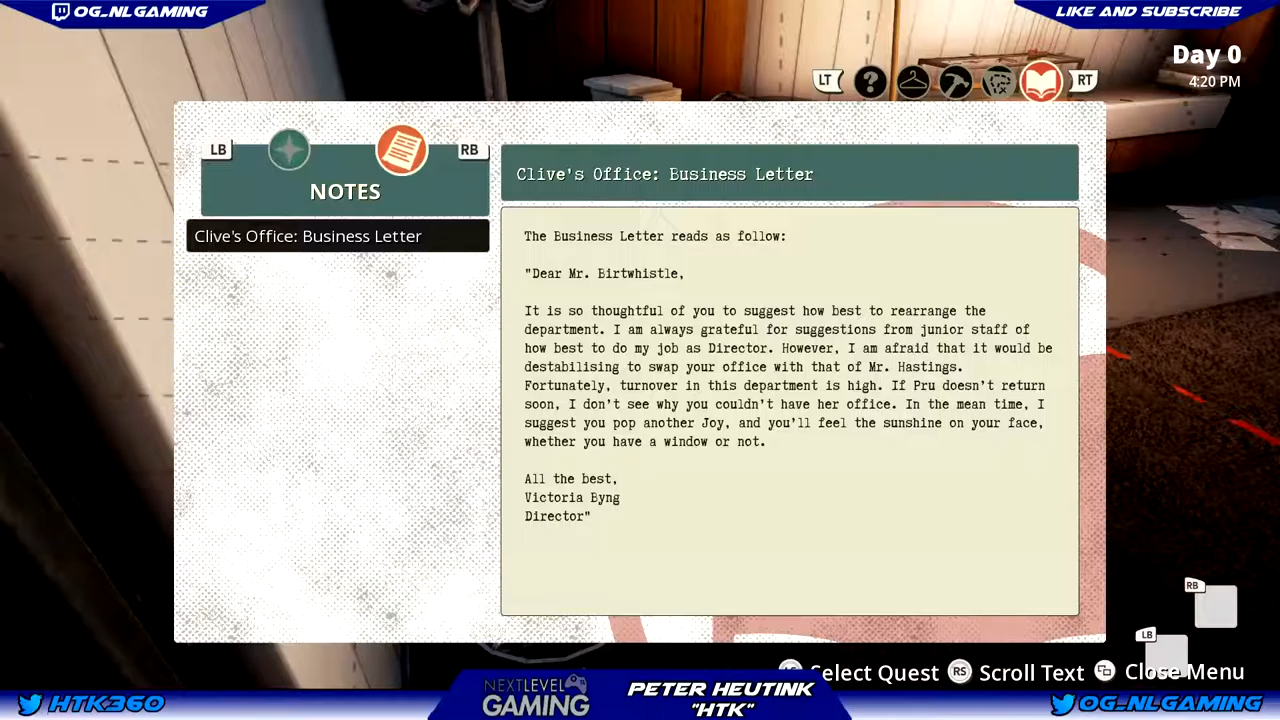 OG_NLGAMING
LIKE AND SUBSCRIBE
Day 0
4:20 PM
LT
?
RT
LB
RB
NOTES
Clive's Office: Business Letter
Clive's Office: Business Letter
The Business Letter reads as follow:
"Dear Mr. Birtwhistle,
It is so thoughtful of you to suggest how best to rearrange the
department. I am always grateful for suggestions from junior staff of
how best to do my job as Director. However, I am afraid that it would be
destabilising to swap your office with that of Mr. Hastings.
Fortunately, turnover in this department is high. If Pru doesn't return
soon, I don't see why you couldn't have her office. In the mean time, I
suggest you pop another Joy, and you'll feel the sunshine on your face,
whether you have a window or not.
All the best,
Victoria Byng
Director"
RB
LB
Select Quest
RS
Scroll Text
Close Menu
HTK360
NEXTLEVEL
GAMING
PETER HEUTINK
"HTK"
OG_NLGAMING